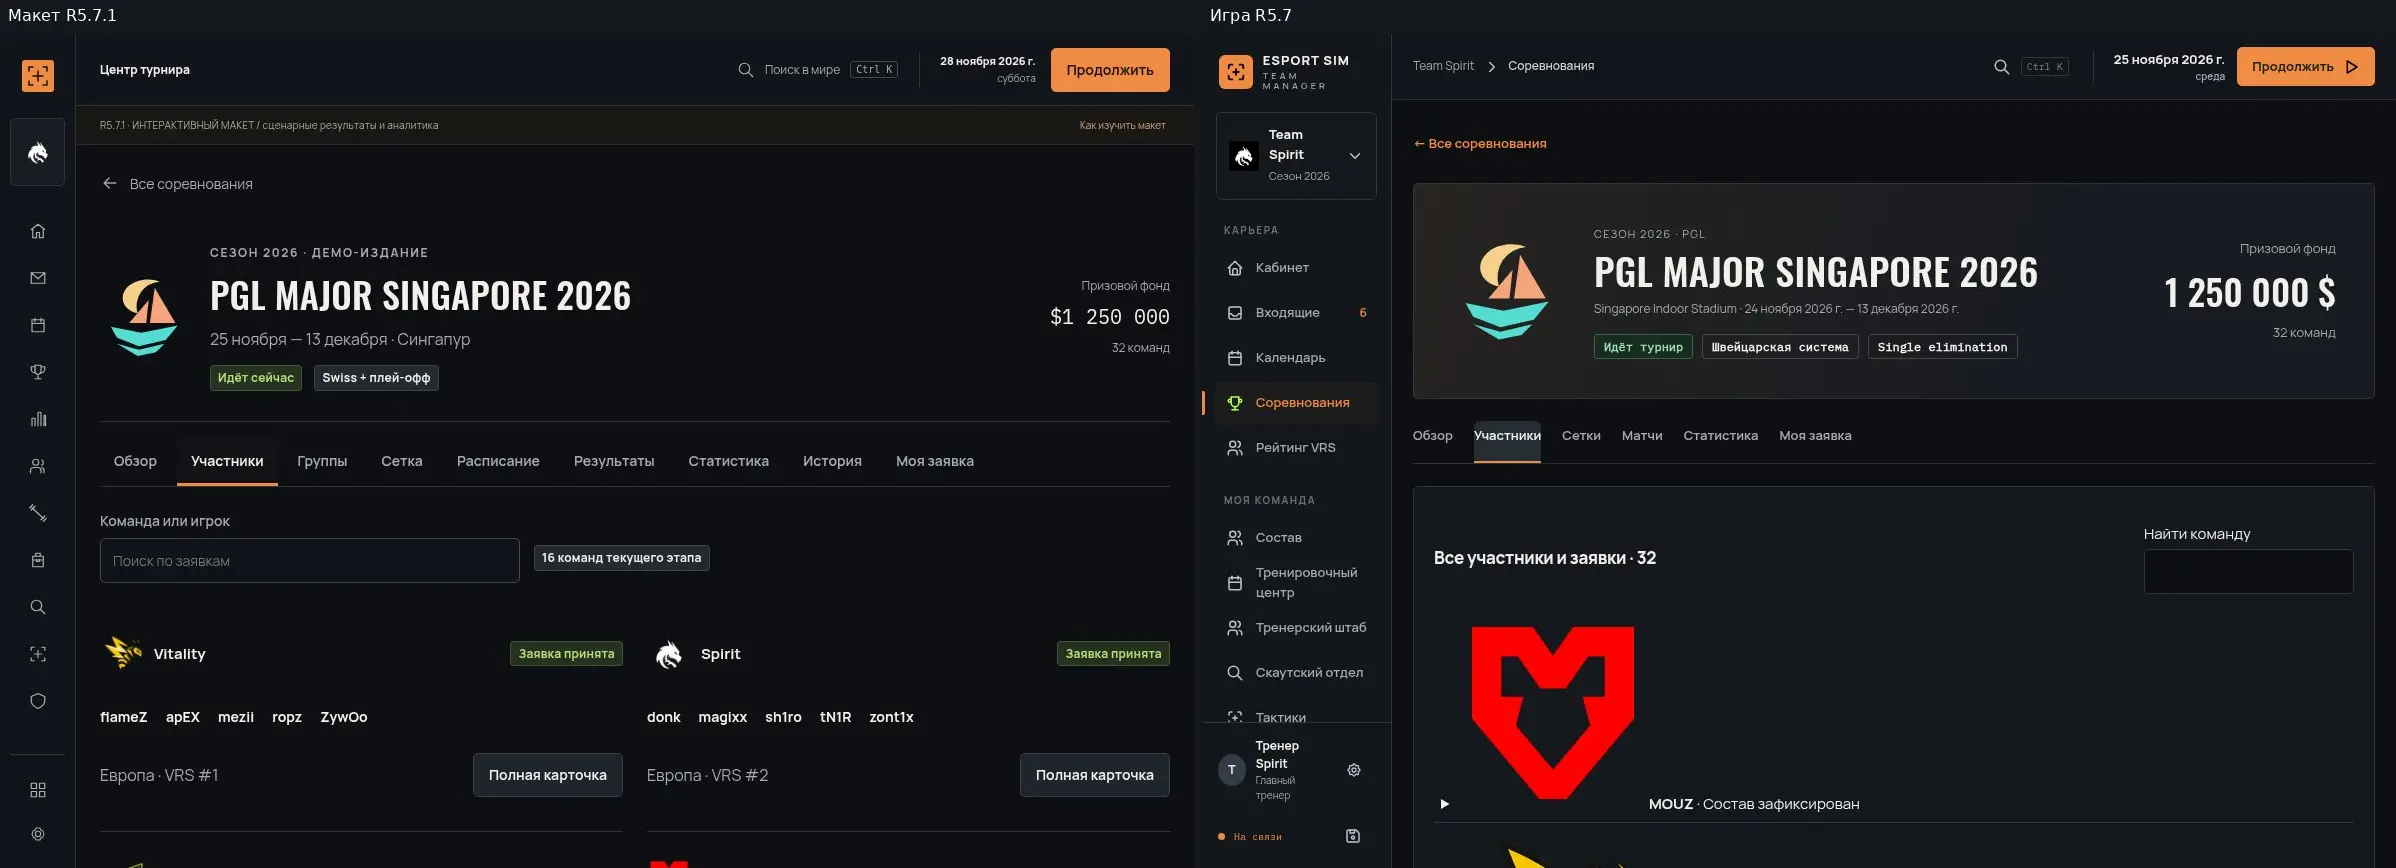 Макет R5.7.1
Центр турнира
Поиск в мире
Ctrl K
28 ноября 2026 г.
суббота
Продолжить
R5.7.1 · ИНТЕРАКТИВНЫЙ МАКЕТ / сценарные результаты и аналитика
Как изучить макет
← Все соревнования
СЕЗОН 2026 · ДЕМО-ИЗДАНИЕ
PGL MAJOR SINGAPORE 2026
25 ноября — 13 декабря · Сингапур
Идёт сейчас
Swiss + плей-офф
Призовой фонд
$1 250 000
32 команд
Обзор
Участники
Группы
Сетка
Расписание
Результаты
Статистика
История
Моя заявка
Команда или игрок
Поиск по заявкам
16 команд текущего этапа
Vitality
Заявка принята
flameZ apEX mezii ropz ZywOo
Европа · VRS #1
Полная карточка
Spirit
Заявка принята
donk magixx sh1ro tN1R zont1x
Европа · VRS #2
Полная карточка
Игра R5.7
ESPORT SIM
TEAM
MANAGER
Team
Spirit
Сезон 2026
КАРЬЕРА
Кабинет
Входящие 6
Календарь
Соревнования
Рейтинг VRS
МОЯ КОМАНДА
Состав
Тренировочный
центр
Тренерский штаб
Скаутский отдел
Тактики
Т
Тренер
Spirit
Главный
тренер
На связи
Team Spirit > Соревнования
Ctrl K
25 ноября 2026 г.
среда
Продолжить
← Все соревнования
СЕЗОН 2026 · PGL
PGL MAJOR SINGAPORE 2026
Singapore Indoor Stadium · 24 ноября 2026 г. — 13 декабря 2026 г.
Идёт турнир
Швейцарская система
Single elimination
Призовой фонд
1 250 000 $
32 команд
Обзор
Участники
Сетки
Матчи
Статистика
Моя заявка
Все участники и заявки · 32
Найти команду
MOUZ · Состав зафиксирован